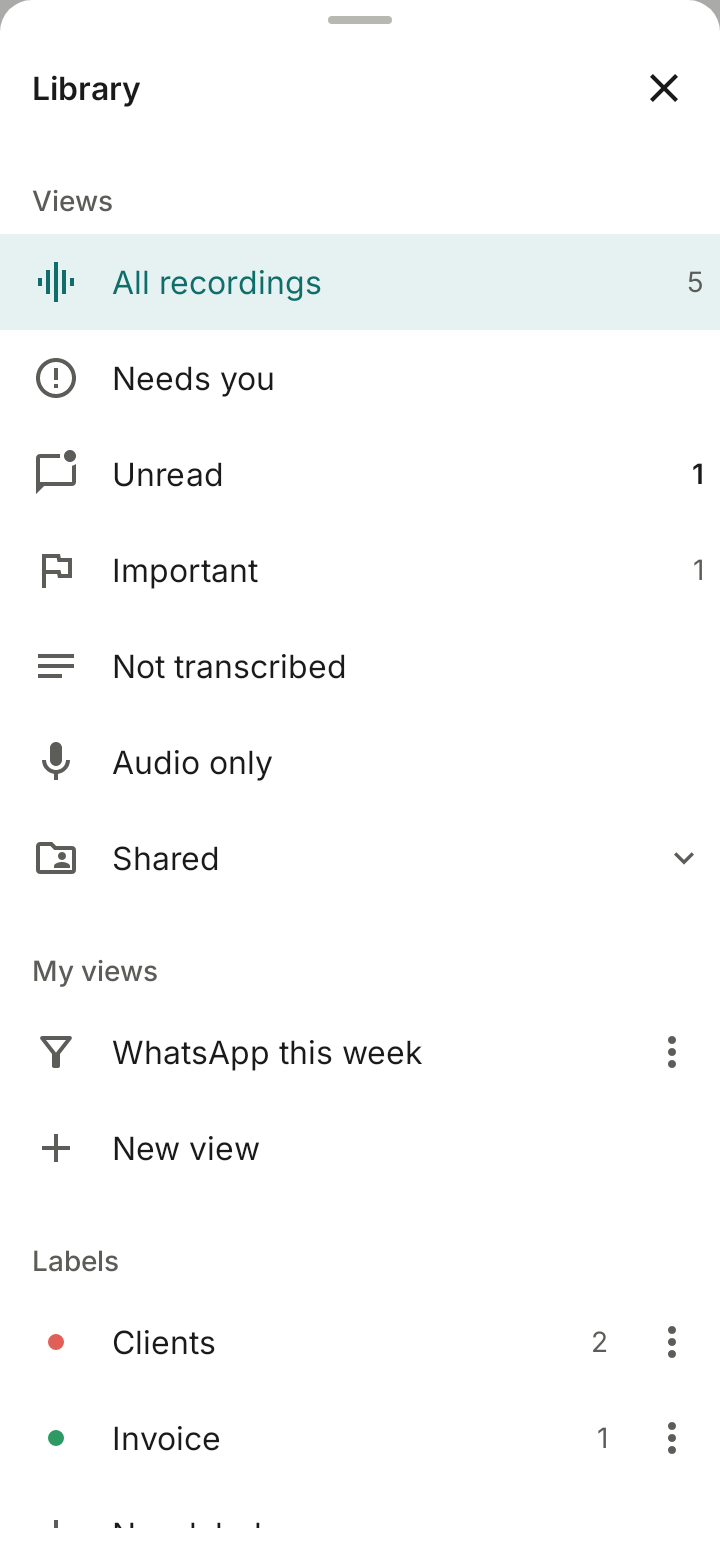 Library
Views
All recordings 5
Needs you
Unread 1
Important 1
Not transcribed
Audio only
Shared
My views
WhatsApp this week
New view
Labels
Clients 2
Invoice 1